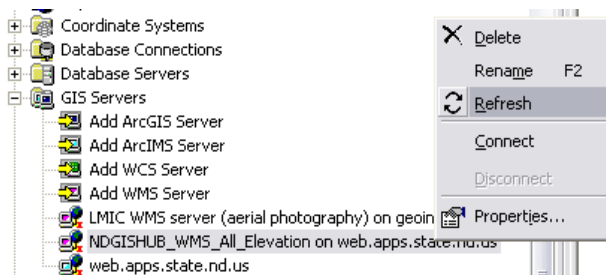 Coordinate Systems
Database Connections
Database Servers
GIS Servers
Add ArcGIS Server
Add ArcIMS Server
Add WCS Server
Add WMS Server
LMIC WMS server (aerial photography) on geoin
NDGISHUB_WMS_All_Elevation on web.apps.state.nd.us
web.apps.state.nd.us
Delete
Rename F2
Refresh
Connect
Disconnect
Properties...